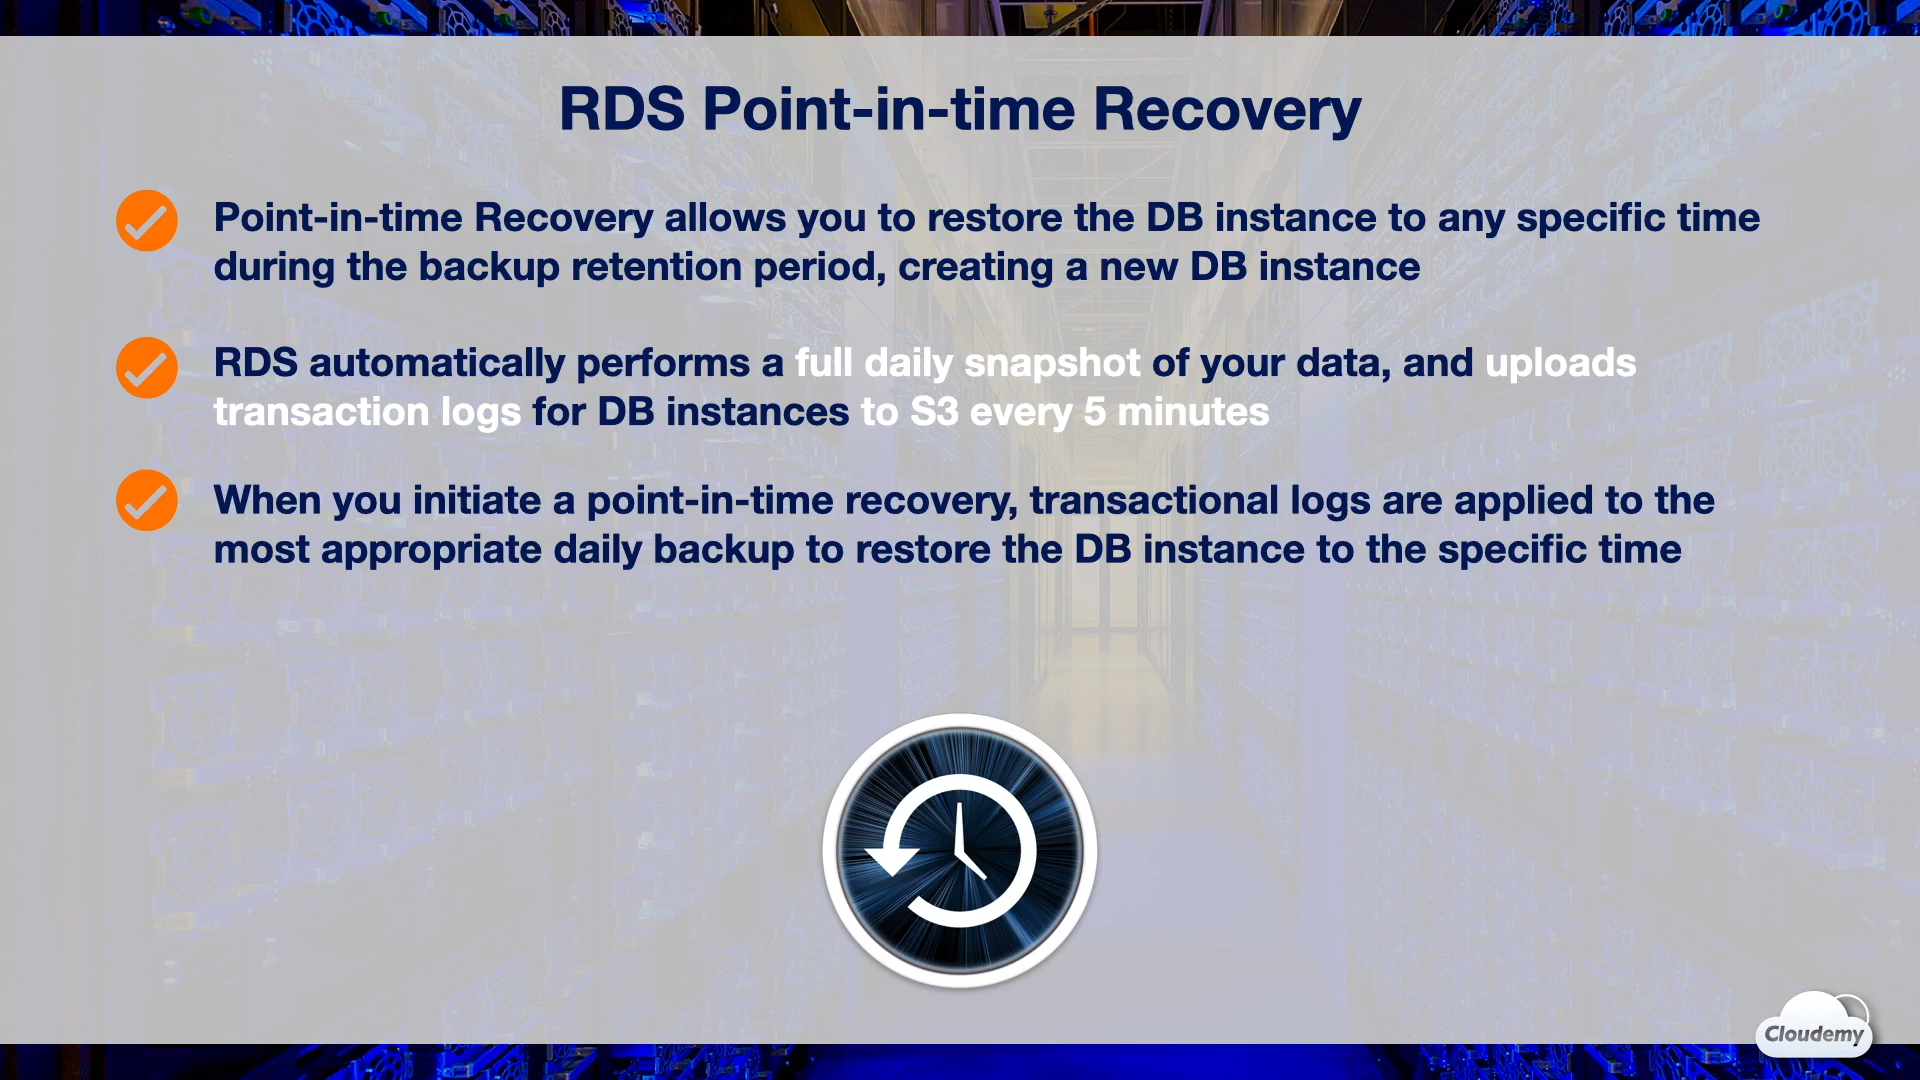 RDS Point-in-time Recovery
Point-in-time Recovery allows you to restore the DB instance to any specific time
during the backup retention period, creating a new DB instance
RDS automatically performs a full daily snapshot of your data, and uploads
transaction logs for DB instances to S3 every 5 minutes
When you initiate a point-in-time recovery, transactional logs are applied to the
most appropriate daily backup to restore the DB instance to the specific time
Cloudemy